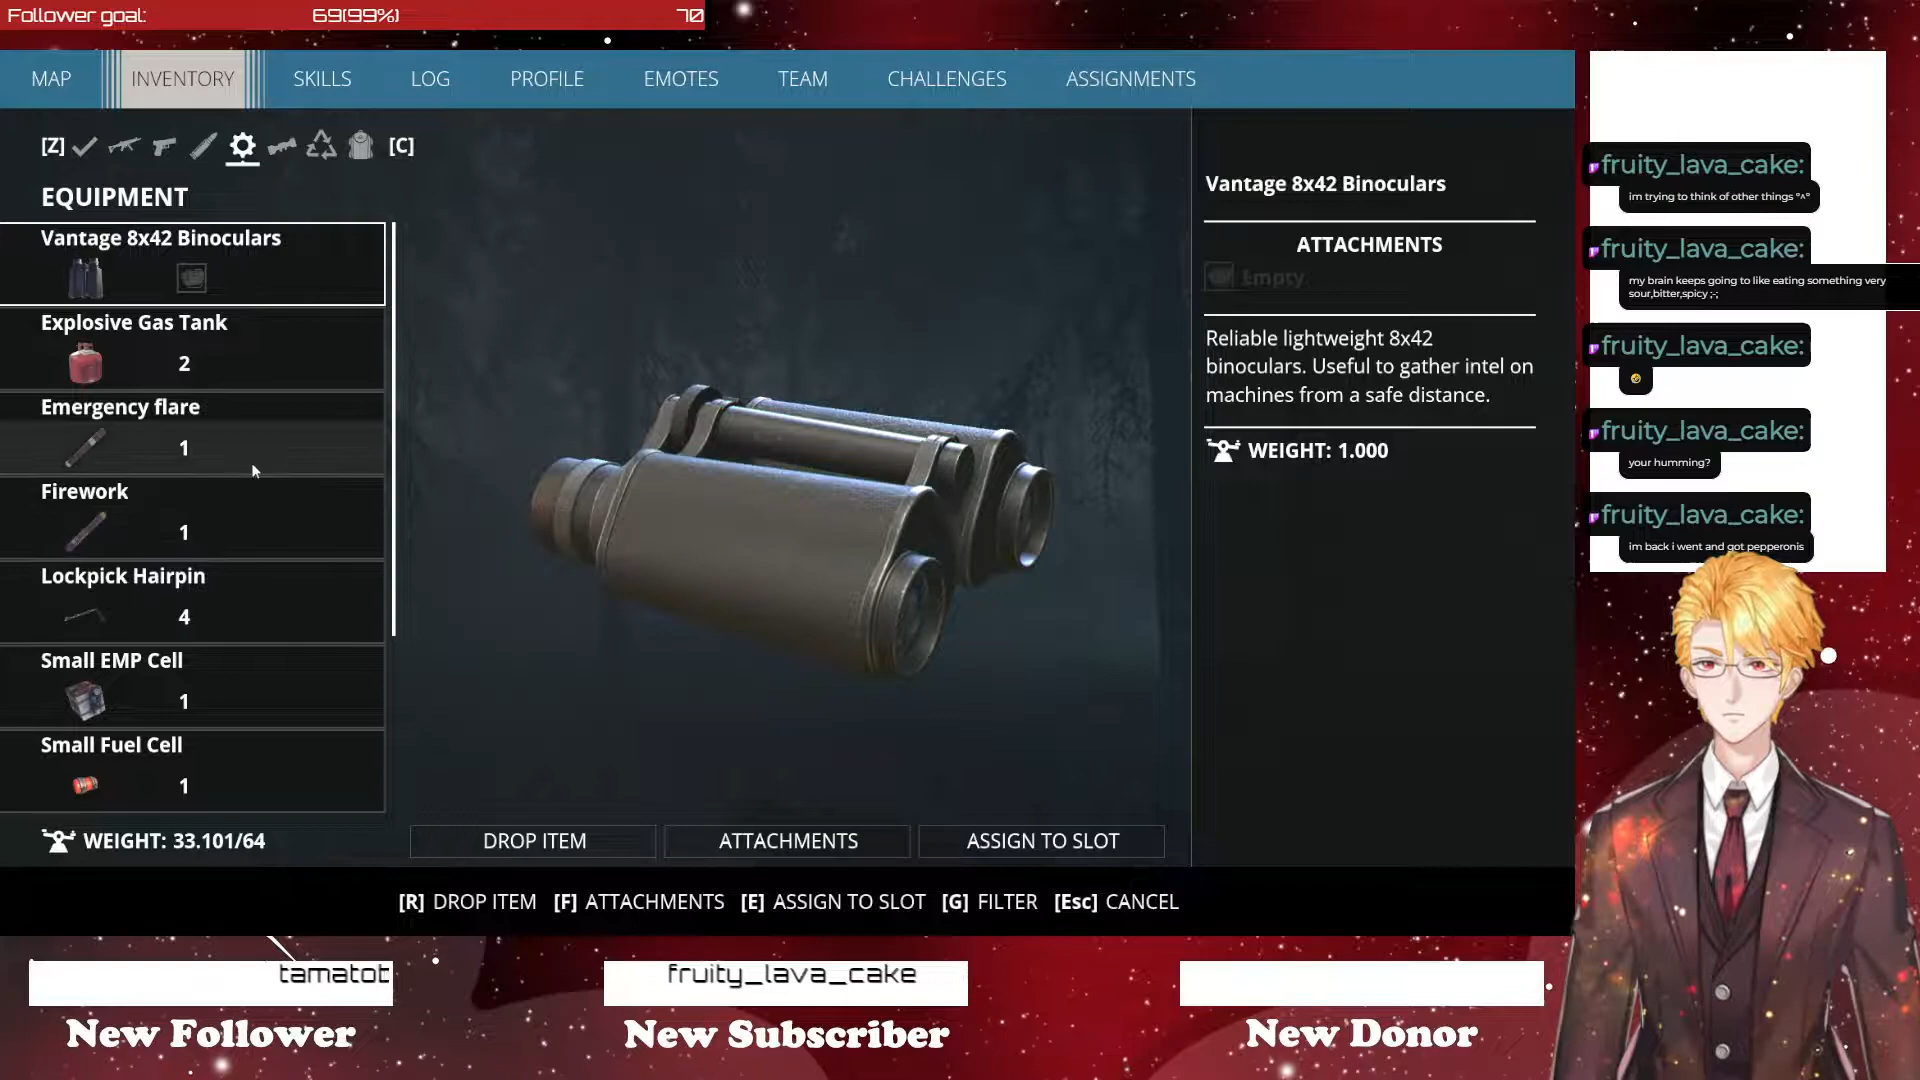 Follower goal: 69(99%) 70
MAP INVENTORY SKILLS LOG PROFILE EMOTES TEAM CHALLENGES ASSIGNMENTS
[Z] [C]
EQUIPMENT
Vantage 8x42 Binoculars
Explosive Gas Tank
2
Emergency flare
1
Firework
1
Lockpick Hairpin
4
Small EMP Cell
1
Small Fuel Cell
1
WEIGHT: 33.101/64
DROP ITEM ATTACHMENTS ASSIGN TO SLOT
Vantage 8x42 Binoculars
ATTACHMENTS
Empty
Reliable lightweight 8x42
binoculars. Useful to gather intel on
machines from a safe distance.
WEIGHT: 1.000
[R] DROP ITEM [F] ATTACHMENTS [E] ASSIGN TO SLOT [G] FILTER [Esc] CANCEL
fruity_lava_cake:
im trying to think of other things °^°
fruity_lava_cake:
my brain keeps going to like eating something very
sour,bitter,spicy ;-;
fruity_lava_cake:
fruity_lava_cake:
your humming?
fruity_lava_cake:
im back i went and got pepperonis
tamatot
New Follower
fruity_lava_cake
New Subscriber
New Donor